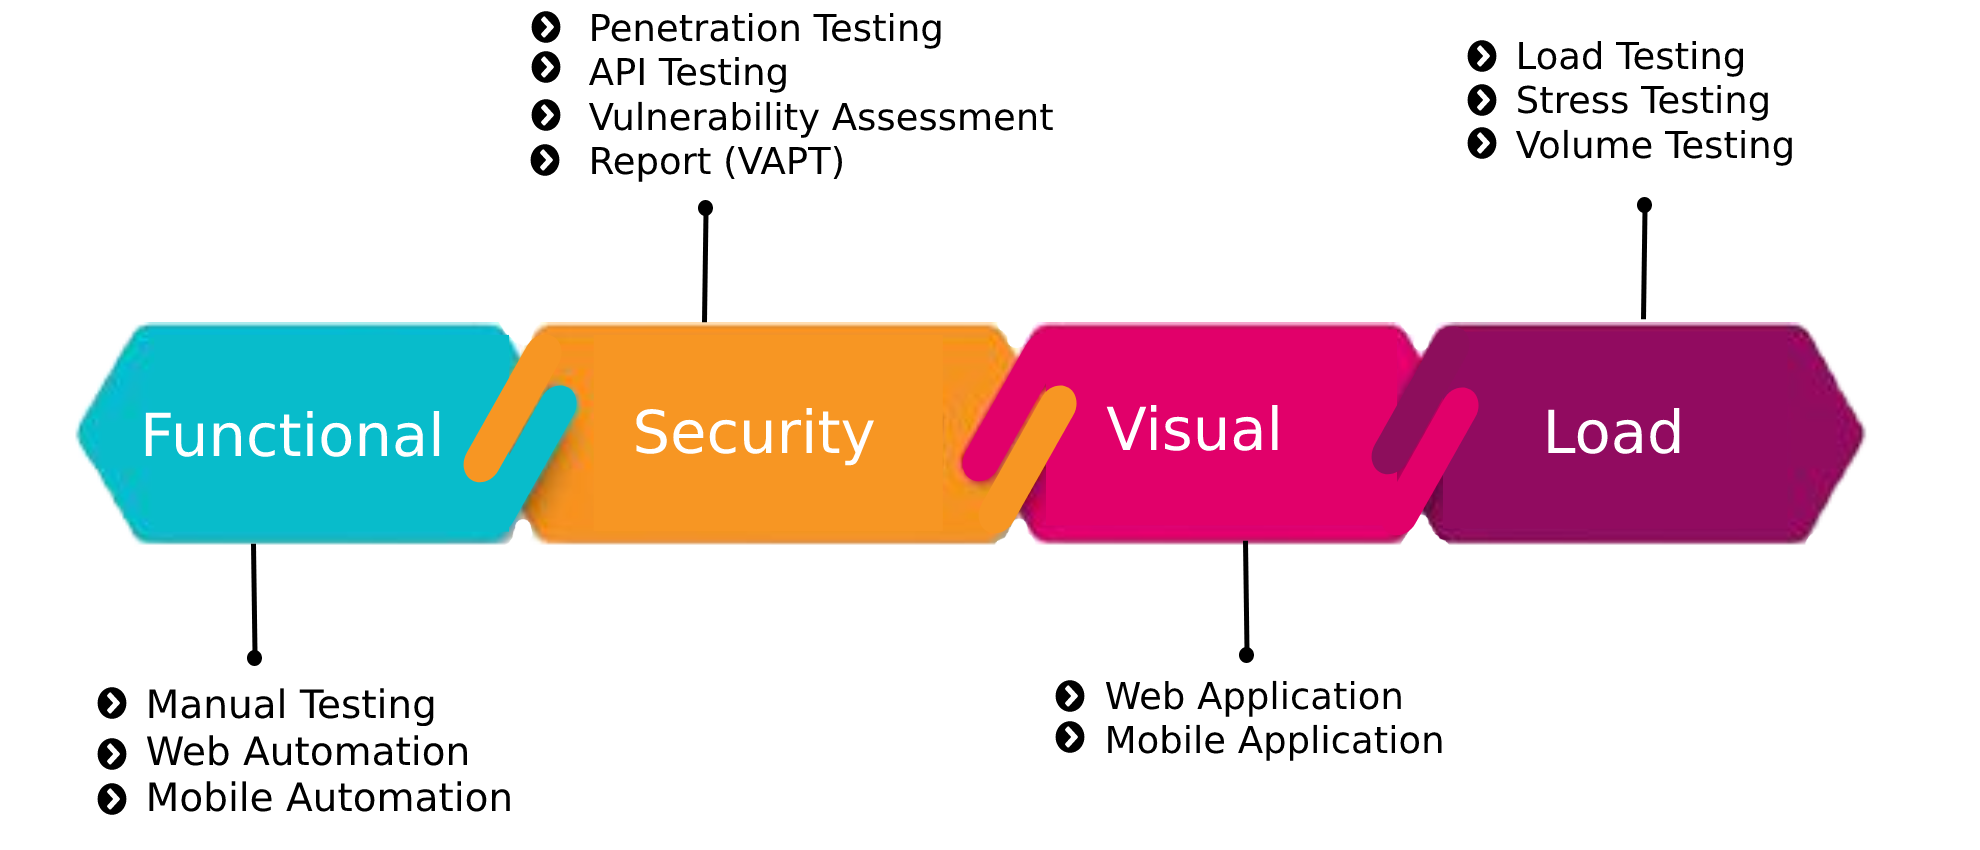 Penetration Testing
API Testing
Vulnerability Assessment
Report (VAPT)
Load Testing
Stress Testing
Volume Testing
Functional
Security
Visual
Load
Manual Testing
Web Automation
Mobile Automation
Web Application
Mobile Application